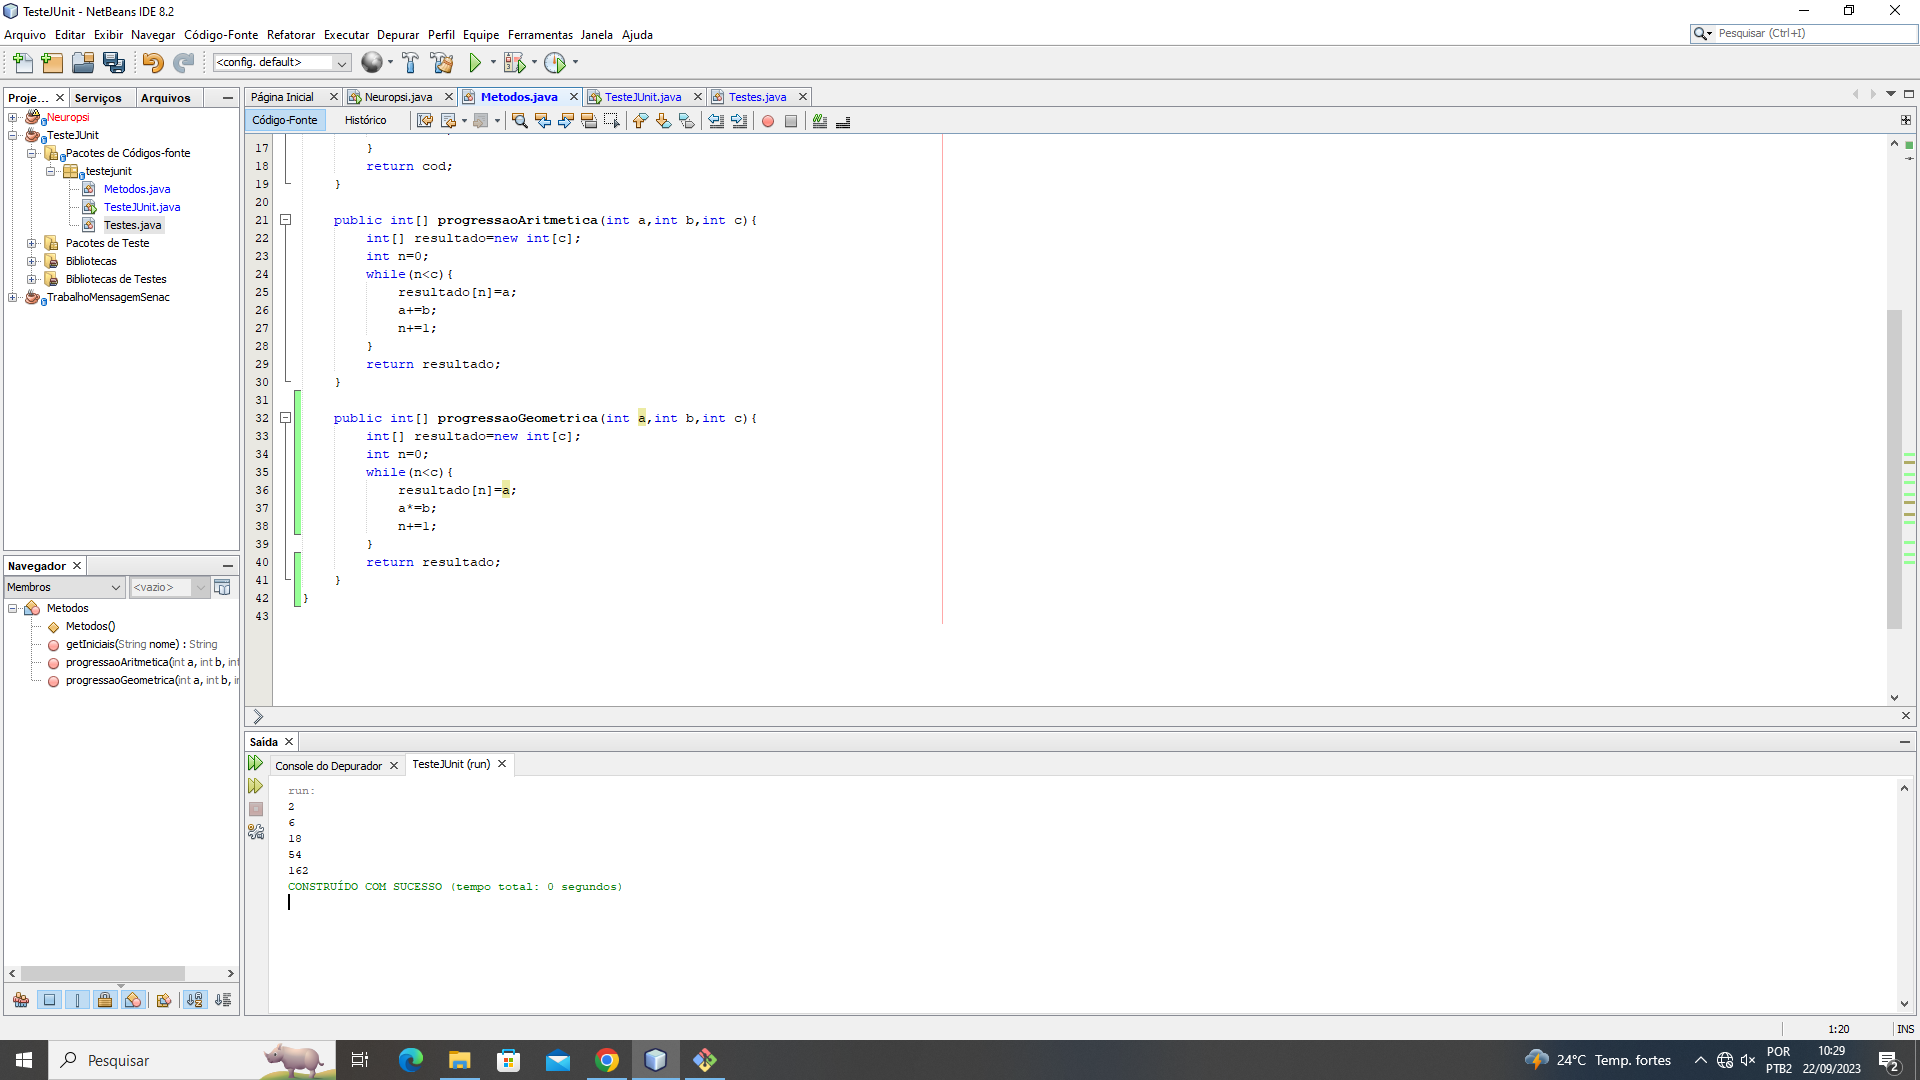 TesteJUnit - NetBeans IDE 8.2
Arquivo Editar Exibir Navegar Código-Fonte Refatorar Executar Depurar Perfil Equipe Ferramentas Janela Ajuda
Pesquisar (Ctrl+I)
<config. default>
Proje... Serviços Arquivos
Neuropsi
TesteJUnit
Pacotes de Códigos-fonte
testejunit
Metodos.java
TesteJUnit.java
Testes.java
Pacotes de Teste
Bibliotecas
Bibliotecas de Testes
TrabalhoMensagemSenac
Navegador
Membros <vazio>
Metodos
Metodos()
getIniciais(String nome) : String
progressaoAritmetica(int a, int b, int
progressaoGeometrica(int a, int b, i
Página Inicial Neuropsi.java Metodos.java TesteJUnit.java Testes.java
Código-Fonte Histórico
17 }
18 return cod;
19 }
20
21 public int[] progressaoAritmetica(int a,int b,int c){
22 int[] resultado=new int[c];
23 int n=0;
24 while(n<c){
25 resultado[n]=a;
26 a+=b;
27 n+=1;
28 }
29 return resultado;
30 }
31
32 public int[] progressaoGeometrica(int a,int b,int c){
33 int[] resultado=new int[c];
34 int n=0;
35 while(n<c){
36 resultado[n]=a;
37 a*=b;
38 n+=1;
39 }
40 return resultado;
41 }
42 }
43
Saída
Console do Depurador TesteJUnit (run)
run:
2
6
18
54
162
CONSTRUÍDO COM SUCESSO (tempo total: 0 segundos)
1:20 INS
Pesquisar
24°C Temp. fortes
POR
PTB2
10:29
22/09/2023
2